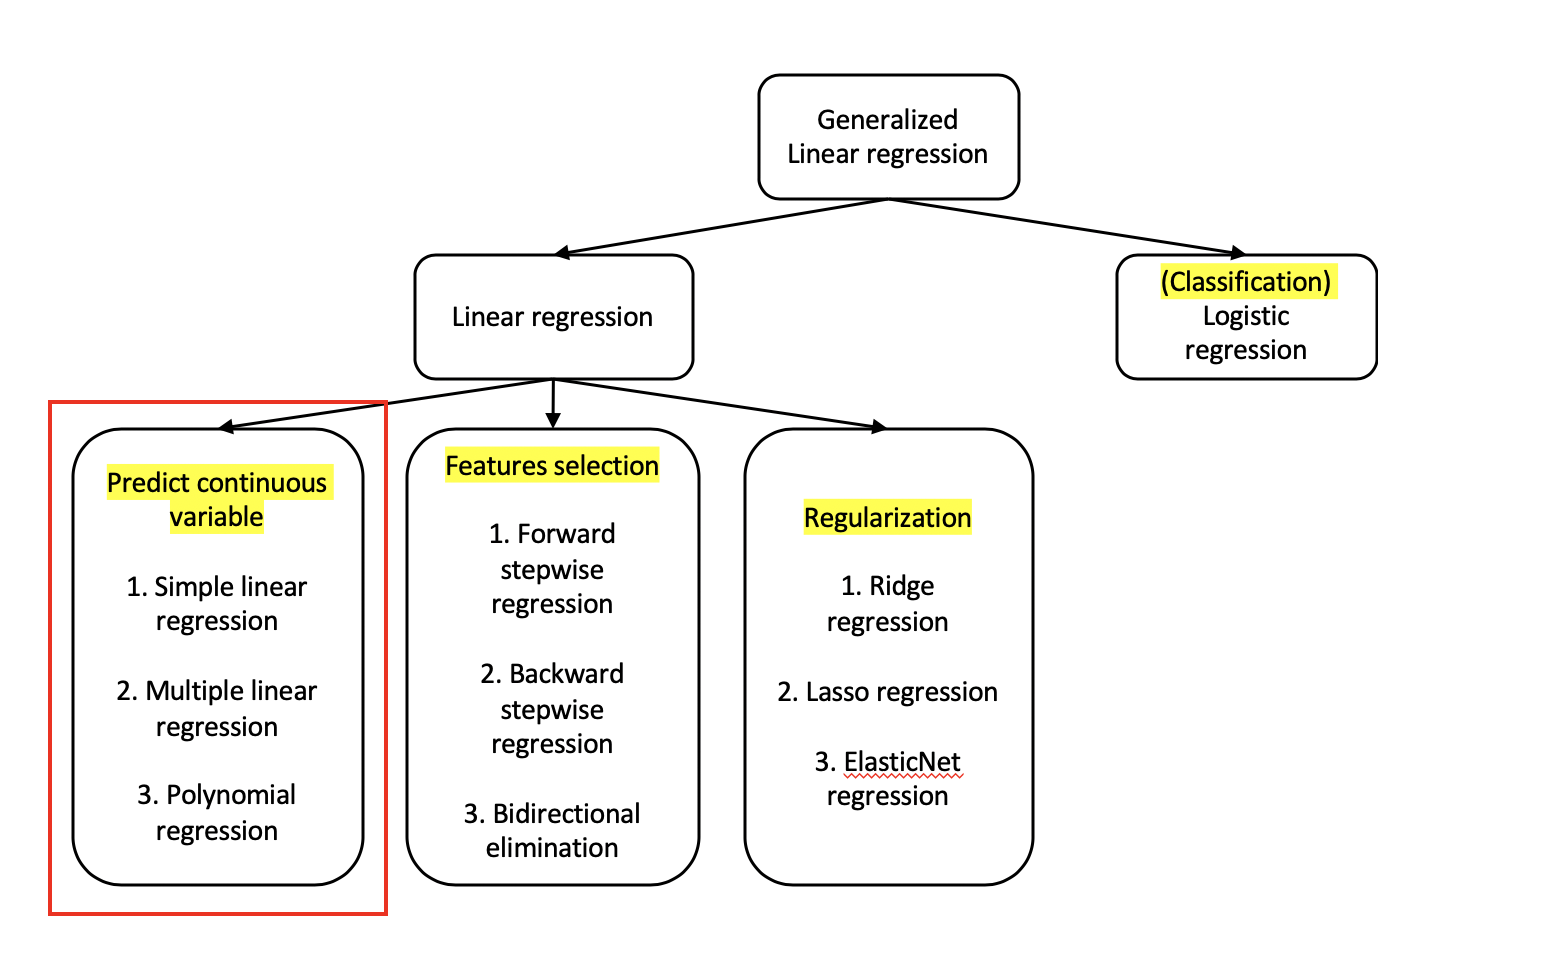 Generalized
Linear regression
Linear regression
(Classification)
Logistic
regression
Predict continuous
variable
1. Simple linear
regression
2. Multiple linear
regression
3. Polynomial
regression
Features selection
1. Forward
stepwise
regression
2. Backward
stepwise
regression
3. Bidirectional
elimination
Regularization
1. Ridge
regression
2. Lasso regression
3. ElasticNet
regression